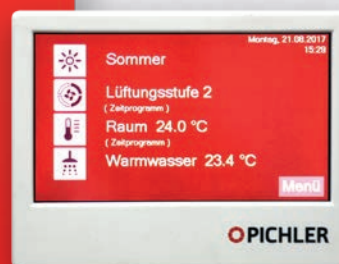 Montag, 21.08.2017
15:29
Sommer
Lüftungsstufe 2
( Zeitprogramm )
Raum 24.0 °C
( Zeitprogramm )
Warmwasser 23.4 °C
Menü
PICHLER